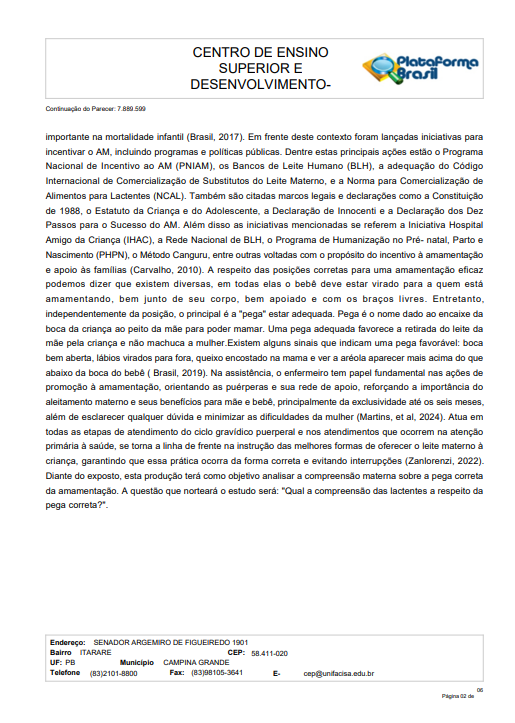 CENTRO DE ENSINO
SUPERIOR E
DESENVOLVIMENTO-
Plataforma
Brasil
Continuação do Parecer: 7.889.599
importante na mortalidade infantil (Brasil, 2017). Em frente deste contexto foram lançadas iniciativas para
incentivar o AM, incluindo programas e políticas públicas. Dentre estas principais ações estão o Programa
Nacional de Incentivo ao AM (PNIAM), os Bancos de Leite Humano (BLH), a adequação do Código
Internacional de Comercialização de Substitutos do Leite Materno, e a Norma para Comercialização de
Alimentos para Lactentes (NCAL). Também são citadas marcos legais e declarações como a Constituição
de 1988, o Estatuto da Criança e do Adolescente, a Declaração de Innocenti e a Declaração dos Dez
Passos para o Sucesso do AM. Além disso as iniciativas mencionadas se referem a Iniciativa Hospital
Amigo da Criança (IHAC), a Rede Nacional de BLH, o Programa de Humanização no Pré- natal, Parto e
Nascimento (PHPN), o Método Canguru, entre outras voltadas com o propósito do incentivo à amamentação
e apoio às famílias (Carvalho, 2010). A respeito das posições corretas para uma amamentação eficaz
podemos dizer que existem diversas, em todas elas o bebê deve estar virado para a quem está
amamentando, bem junto de seu corpo, bem apoiado e com os braços livres. Entretanto,
independentemente da posição, o principal é a "pega" estar adequada. Pega é o nome dado ao encaixe da
boca da criança ao peito da mãe para poder mamar. Uma pega adequada favorece a retirada do leite da
mãe pela criança e não machuca a mulher.Existem alguns sinais que indicam uma pega favorável: boca
bem aberta, lábios virados para fora, queixo encostado na mama e ver a aréola aparecer mais acima do que
abaixo da boca do bebê ( Brasil, 2019). Na assistência, o enfermeiro tem papel fundamental nas ações de
promoção à amamentação, orientando as puérperas e sua rede de apoio, reforçando a importância do
aleitamento materno e seus benefícios para mãe e bebê, principalmente da exclusividade até os seis meses,
além de esclarecer qualquer dúvida e minimizar as dificuldades da mulher (Martins, et al, 2024). Atua em
todas as etapas de atendimento do ciclo gravídico puerperal e nos atendimentos que ocorrem na atenção
primária à saúde, se torna a linha de frente na instrução das melhores formas de oferecer o leite materno à
criança, garantindo que essa prática ocorra da forma correta e evitando interrupções (Zanlorenzi, 2022).
Diante do exposto, esta produção terá como objetivo analisar a compreensão materna sobre a pega correta
da amamentação. A questão que norteará o estudo será: "Qual a compreensão das lactentes a respeito da
pega correta?".
Endereço: SENADOR ARGEMIRO DE FIGUEIREDO 1901
Bairro ITARARE CEP: 58.411-020
UF: PB Município CAMPINA GRANDE
Telefone (83)2101-8800 Fax: (83)98105-3641 E- cep@unifacisa.edu.br
Página 02 de 06